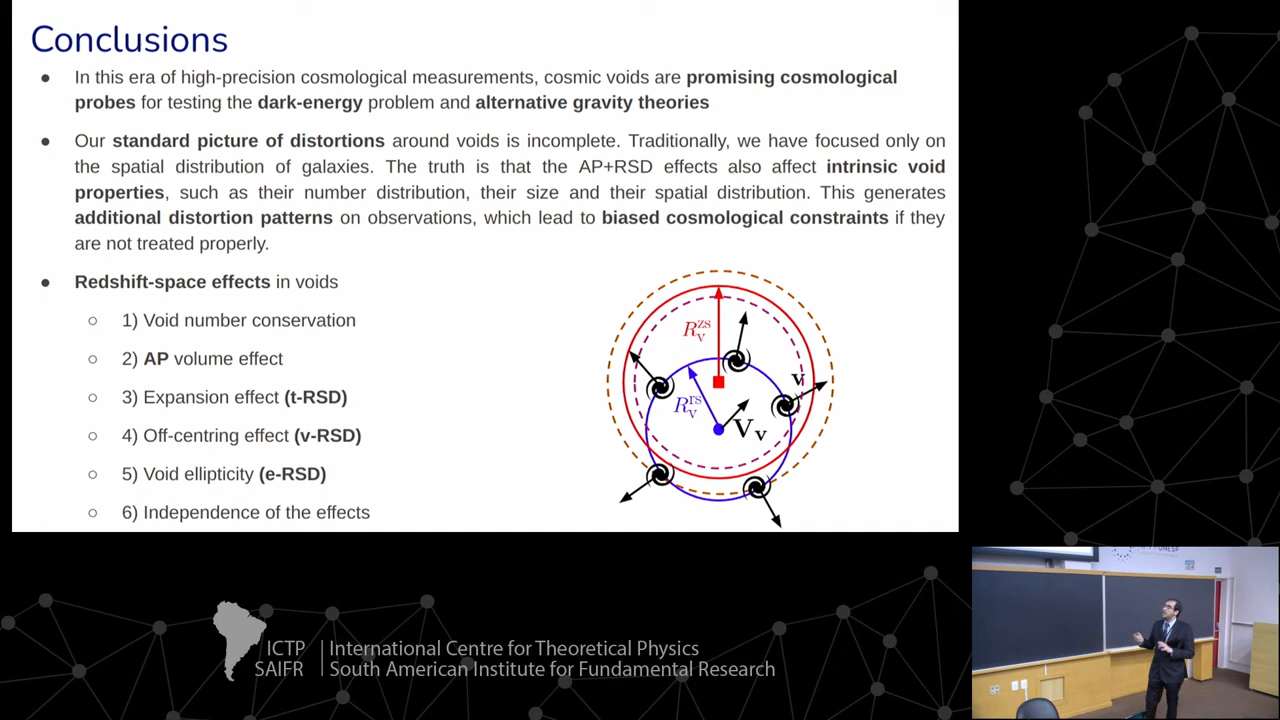 Conclusions
● In this era of high-precision cosmological measurements, cosmic voids are promising cosmological
probes for testing the dark-energy problem and alternative gravity theories
● Our standard picture of distortions around voids is incomplete. Traditionally, we have focused only on
the spatial distribution of galaxies. The truth is that the AP+RSD effects also affect intrinsic void
properties, such as their number distribution, their size and their spatial distribution. This generates
additional distortion patterns on observations, which lead to biased cosmological constraints if they
are not treated properly.
● Redshift-space effects in voids
○ 1) Void number conservation
○ 2) AP volume effect
○ 3) Expansion effect (t-RSD)
○ 4) Off-centring effect (v-RSD)
○ 5) Void ellipticity (e-RSD)
○ 6) Independence of the effects
R_v^zs
v
R_v^rs
V_v
ICTP
SAIFR
International Centre for Theoretical Physics
South American Institute for Fundamental Research